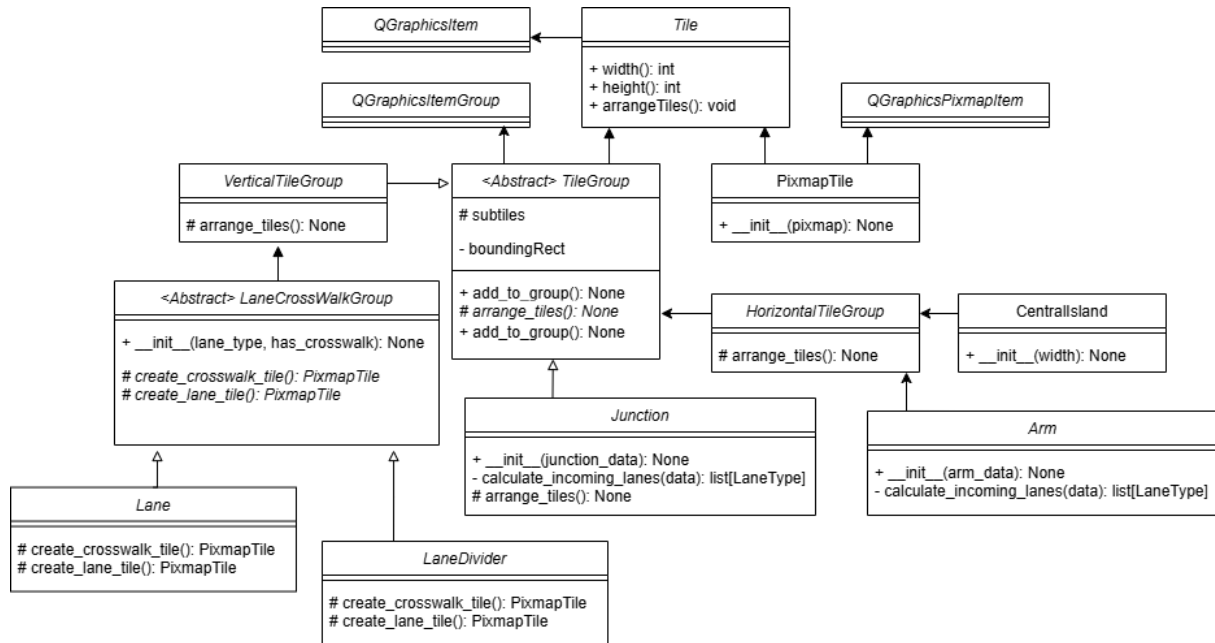 QGraphicsItem
Tile
+ width(): int
+ height(): int
+ arrangeTiles(): void
QGraphicsItemGroup
QGraphicsPixmapItem
VerticalTileGroup
# arrange_tiles(): None
<Abstract> TileGroup
# subtiles
- boundingRect
+ add_to_group(): None
# arrange_tiles(): None
+ add_to_group(): None
PixmapTile
+ __init__(pixmap): None
<Abstract> LaneCrossWalkGroup
+ __init__(lane_type, has_crosswalk): None
# create_crosswalk_tile(): PixmapTile
# create_lane_tile(): PixmapTile
HorizontalTileGroup
# arrange_tiles(): None
CentralIsland
+ __init__(width): None
Junction
+ __init__(junction_data): None
- calculate_incoming_lanes(data): list[LaneType]
# arrange_tiles(): None
Arm
+ __init__(arm_data): None
- calculate_incoming_lanes(data): list[LaneType]
Lane
# create_crosswalk_tile(): PixmapTile
# create_lane_tile(): PixmapTile
LaneDivider
# create_crosswalk_tile(): PixmapTile
# create_lane_tile(): PixmapTile